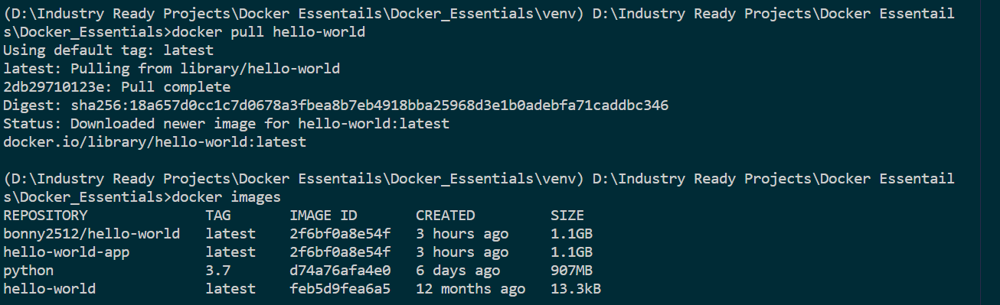 (D:\Industry Ready Projects\Docker Essentails\Docker_Essentials\venv) D:\Industry Ready Projects\Docker Essentail
s\Docker_Essentials>docker pull hello-world
Using default tag: latest
latest: Pulling from library/hello-world
2db29710123e: Pull complete
Digest: sha256:18a657d0cc1c7d0678a3fbea8b7eb4918bba25968d3e1b0adebfa71caddbc346
Status: Downloaded newer image for hello-world:latest
docker.io/library/hello-world:latest
(D:\Industry Ready Projects\Docker Essentails\Docker_Essentials\venv) D:\Industry Ready Projects\Docker Essentail
s\Docker_Essentials>docker images
REPOSITORY TAG IMAGE ID CREATED SIZE
bonny2512/hello-world latest 2f6bf0a8e54f 3 hours ago 1.1GB
hello-world-app latest 2f6bf0a8e54f 3 hours ago 1.1GB
python 3.7 d74a76afa4e0 6 days ago 907MB
hello-world latest feb5d9fea6a5 12 months ago 13.3kB